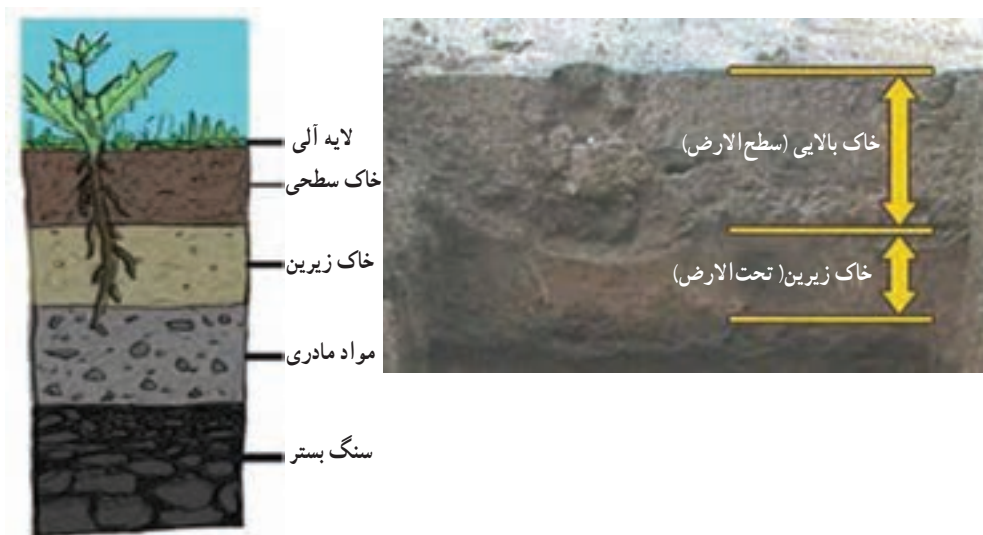 لایه آلی
خاک سطحی
خاک زیرین
مواد مادری
سنگ بستر
خاک بالایی (سطح‌الارض)
خاک زیرین( تحت‌الارض)